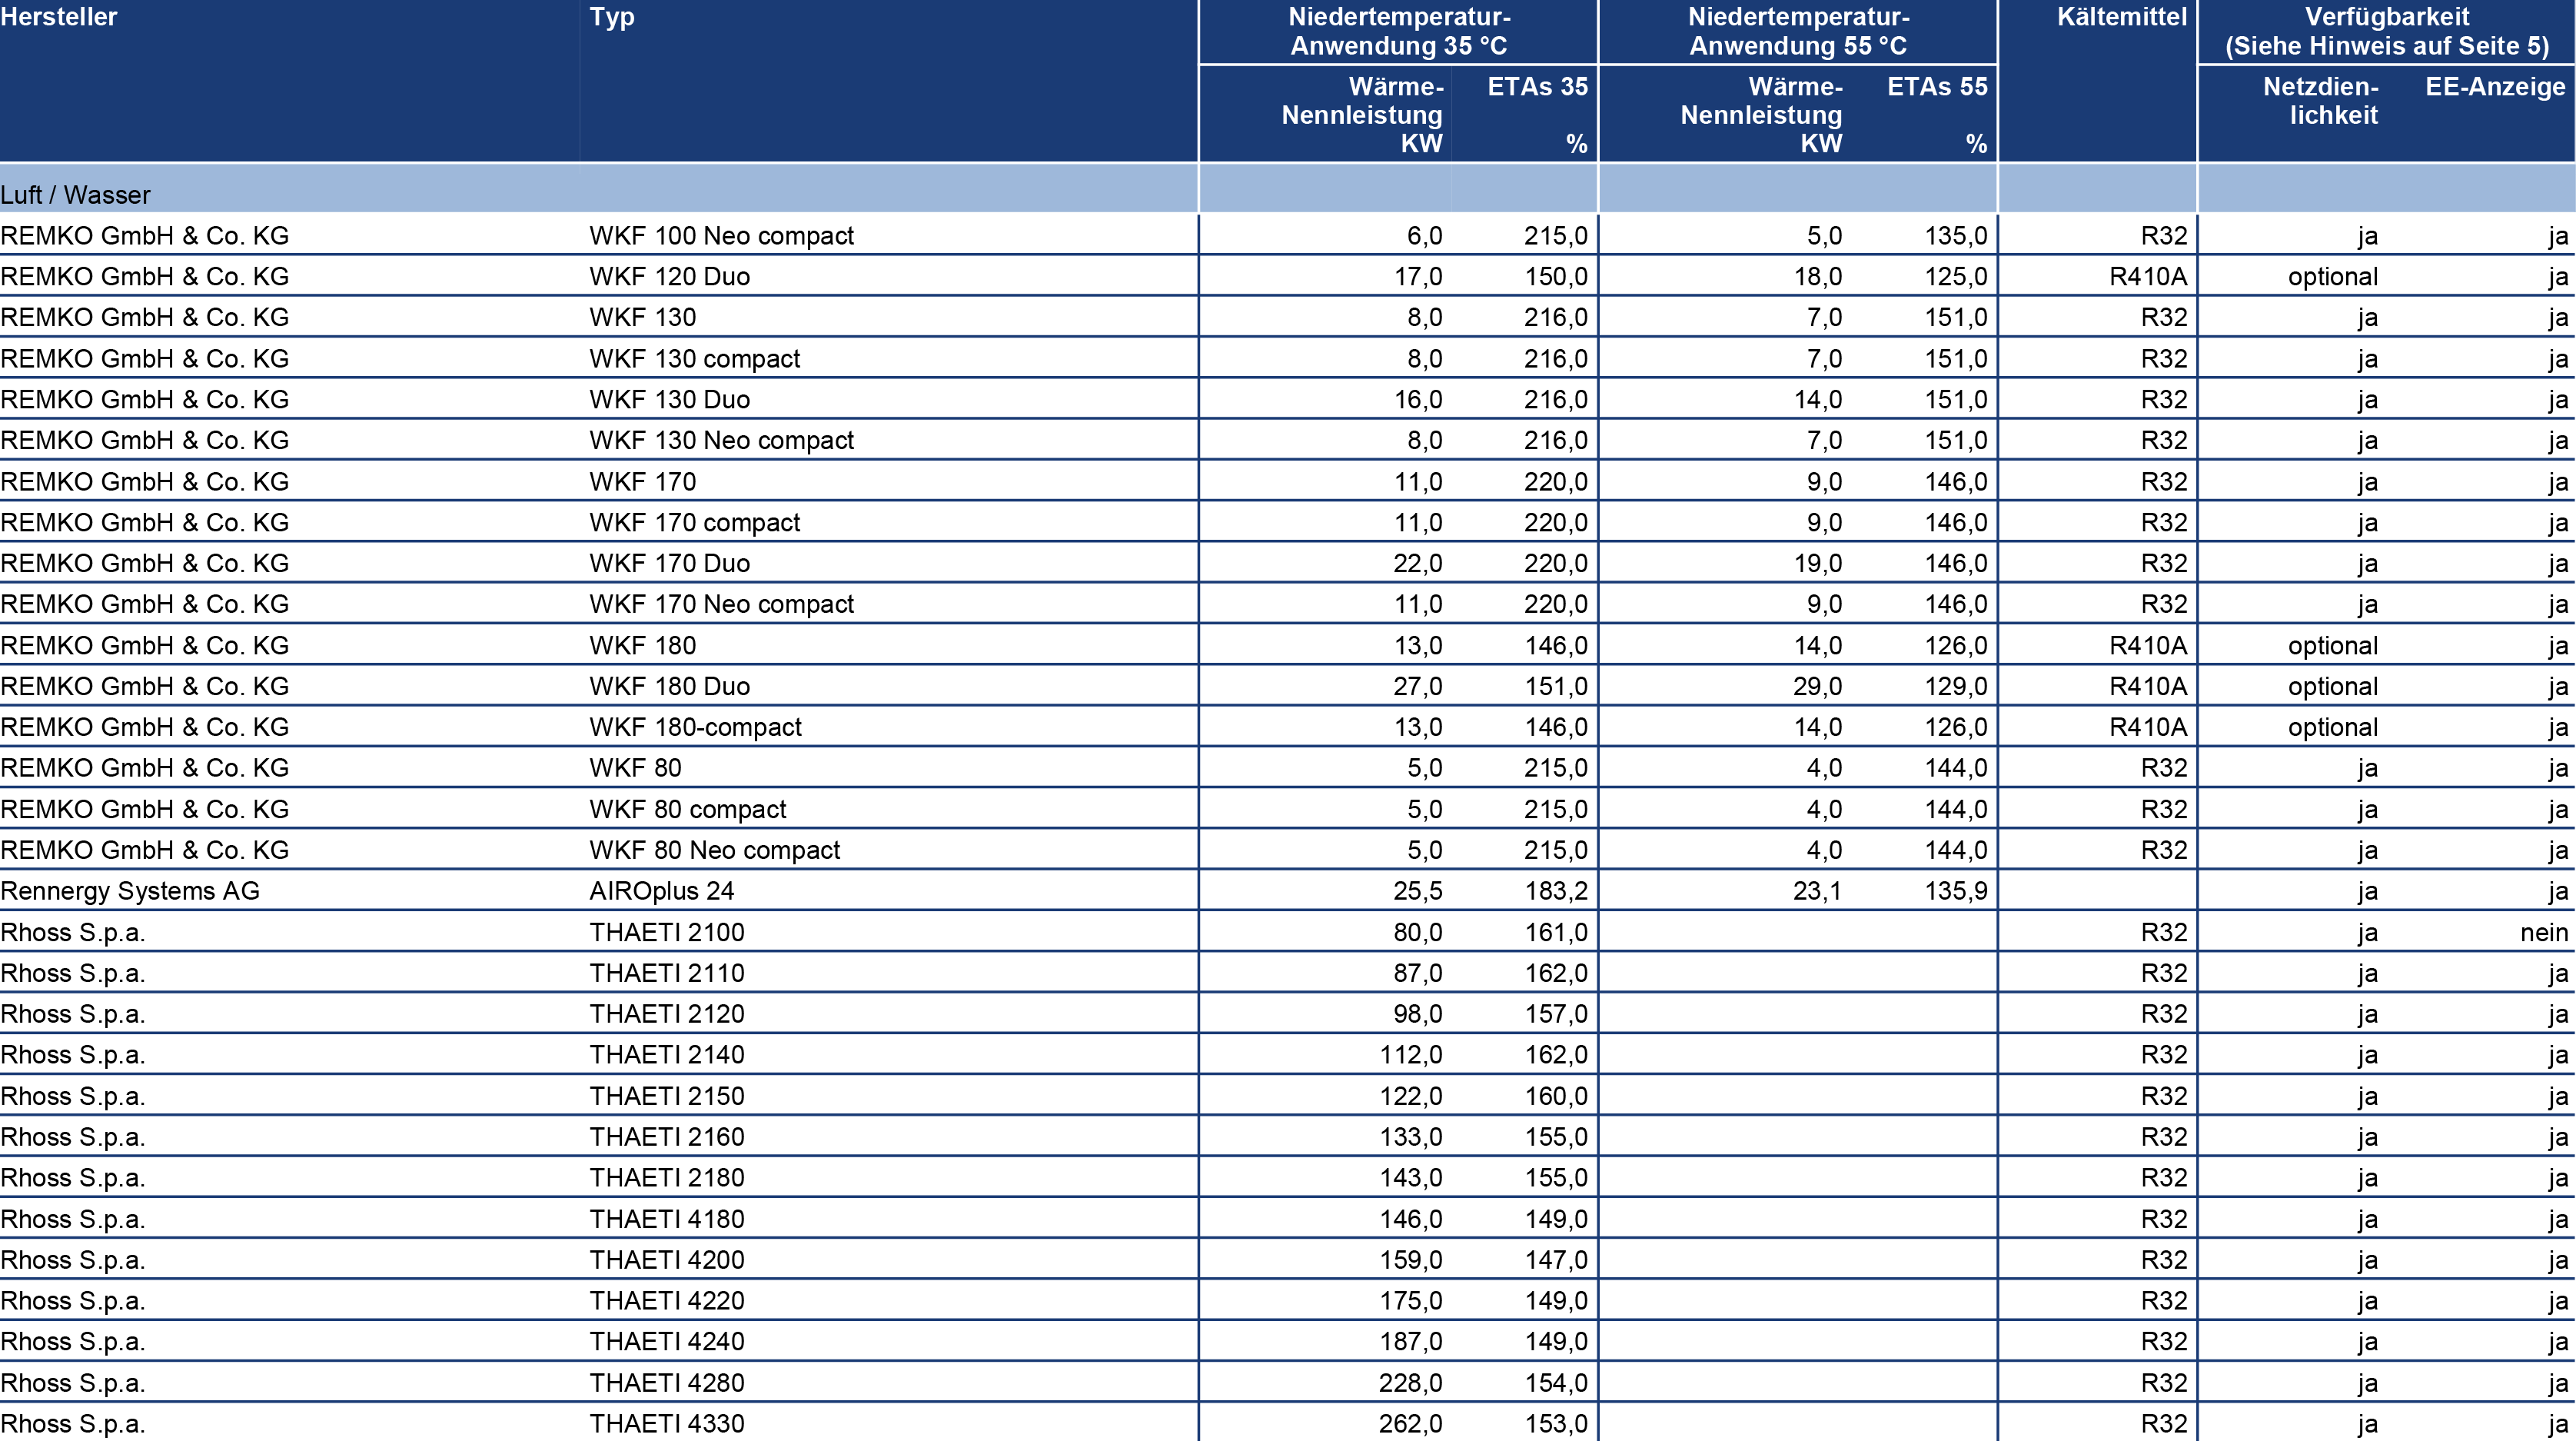 Hersteller Typ Niedertemperatur- Niedertemperatur- Kältemittel Verfügbarkeit
Anwendung 35 °C Anwendung 55 °C (Siehe Hinweis auf Seite 5)
Wärme- ETAs 35 Wärme- ETAs 55 Netzdien- EE-Anzeige
Nennleistung Nennleistung lichkeit
KW % KW %
Luft / Wasser
REMKO GmbH & Co. KG WKF 100 Neo compact 6,0 215,0 5,0 135,0 R32 ja ja
REMKO GmbH & Co. KG WKF 120 Duo 17,0 150,0 18,0 125,0 R410A optional ja
REMKO GmbH & Co. KG WKF 130 8,0 216,0 7,0 151,0 R32 ja ja
REMKO GmbH & Co. KG WKF 130 compact 8,0 216,0 7,0 151,0 R32 ja ja
REMKO GmbH & Co. KG WKF 130 Duo 16,0 216,0 14,0 151,0 R32 ja ja
REMKO GmbH & Co. KG WKF 130 Neo compact 8,0 216,0 7,0 151,0 R32 ja ja
REMKO GmbH & Co. KG WKF 170 11,0 220,0 9,0 146,0 R32 ja ja
REMKO GmbH & Co. KG WKF 170 compact 11,0 220,0 9,0 146,0 R32 ja ja
REMKO GmbH & Co. KG WKF 170 Duo 22,0 220,0 19,0 146,0 R32 ja ja
REMKO GmbH & Co. KG WKF 170 Neo compact 11,0 220,0 9,0 146,0 R32 ja ja
REMKO GmbH & Co. KG WKF 180 13,0 146,0 14,0 126,0 R410A optional ja
REMKO GmbH & Co. KG WKF 180 Duo 27,0 151,0 29,0 129,0 R410A optional ja
REMKO GmbH & Co. KG WKF 180-compact 13,0 146,0 14,0 126,0 R410A optional ja
REMKO GmbH & Co. KG WKF 80 5,0 215,0 4,0 144,0 R32 ja ja
REMKO GmbH & Co. KG WKF 80 compact 5,0 215,0 4,0 144,0 R32 ja ja
REMKO GmbH & Co. KG WKF 80 Neo compact 5,0 215,0 4,0 144,0 R32 ja ja
Rennergy Systems AG AIROplus 24 25,5 183,2 23,1 135,9 ja ja
Rhoss S.p.a. THAETI 2100 80,0 161,0 R32 ja nein
Rhoss S.p.a. THAETI 2110 87,0 162,0 R32 ja ja
Rhoss S.p.a. THAETI 2120 98,0 157,0 R32 ja ja
Rhoss S.p.a. THAETI 2140 112,0 162,0 R32 ja ja
Rhoss S.p.a. THAETI 2150 122,0 160,0 R32 ja ja
Rhoss S.p.a. THAETI 2160 133,0 155,0 R32 ja ja
Rhoss S.p.a. THAETI 2180 143,0 155,0 R32 ja ja
Rhoss S.p.a. THAETI 4180 146,0 149,0 R32 ja ja
Rhoss S.p.a. THAETI 4200 159,0 147,0 R32 ja ja
Rhoss S.p.a. THAETI 4220 175,0 149,0 R32 ja ja
Rhoss S.p.a. THAETI 4240 187,0 149,0 R32 ja ja
Rhoss S.p.a. THAETI 4280 228,0 154,0 R32 ja ja
Rhoss S.p.a. THAETI 4330 262,0 153,0 R32 ja ja